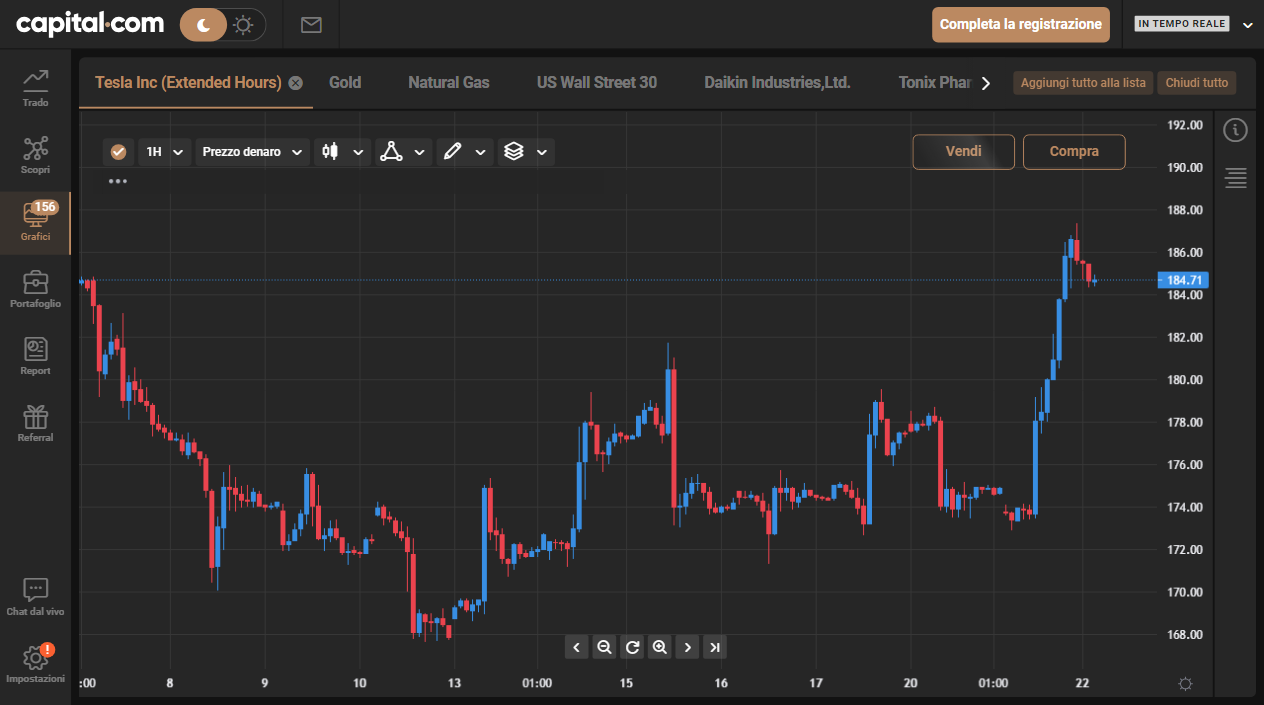 capital.com
Completa la registrazione
IN TEMPO REALE
Trado
Scopri
156
Grafici
Portafoglio
Report
Referral
Chat dal vivo
!
Impostazioni
Tesla Inc (Extended Hours)
Gold
Natural Gas
US Wall Street 30
Daikin Industries,Ltd.
Tonix Phar
Aggiungi tutto alla lista
Chiudi tutto
1H
Prezzo denaro
Vendi
Compra
192.00
190.00
188.00
186.00
184.71
184.00
182.00
180.00
178.00
176.00
174.00
172.00
170.00
168.00
:00 8 9 10 13 01:00 15 16 17 20 01:00 22